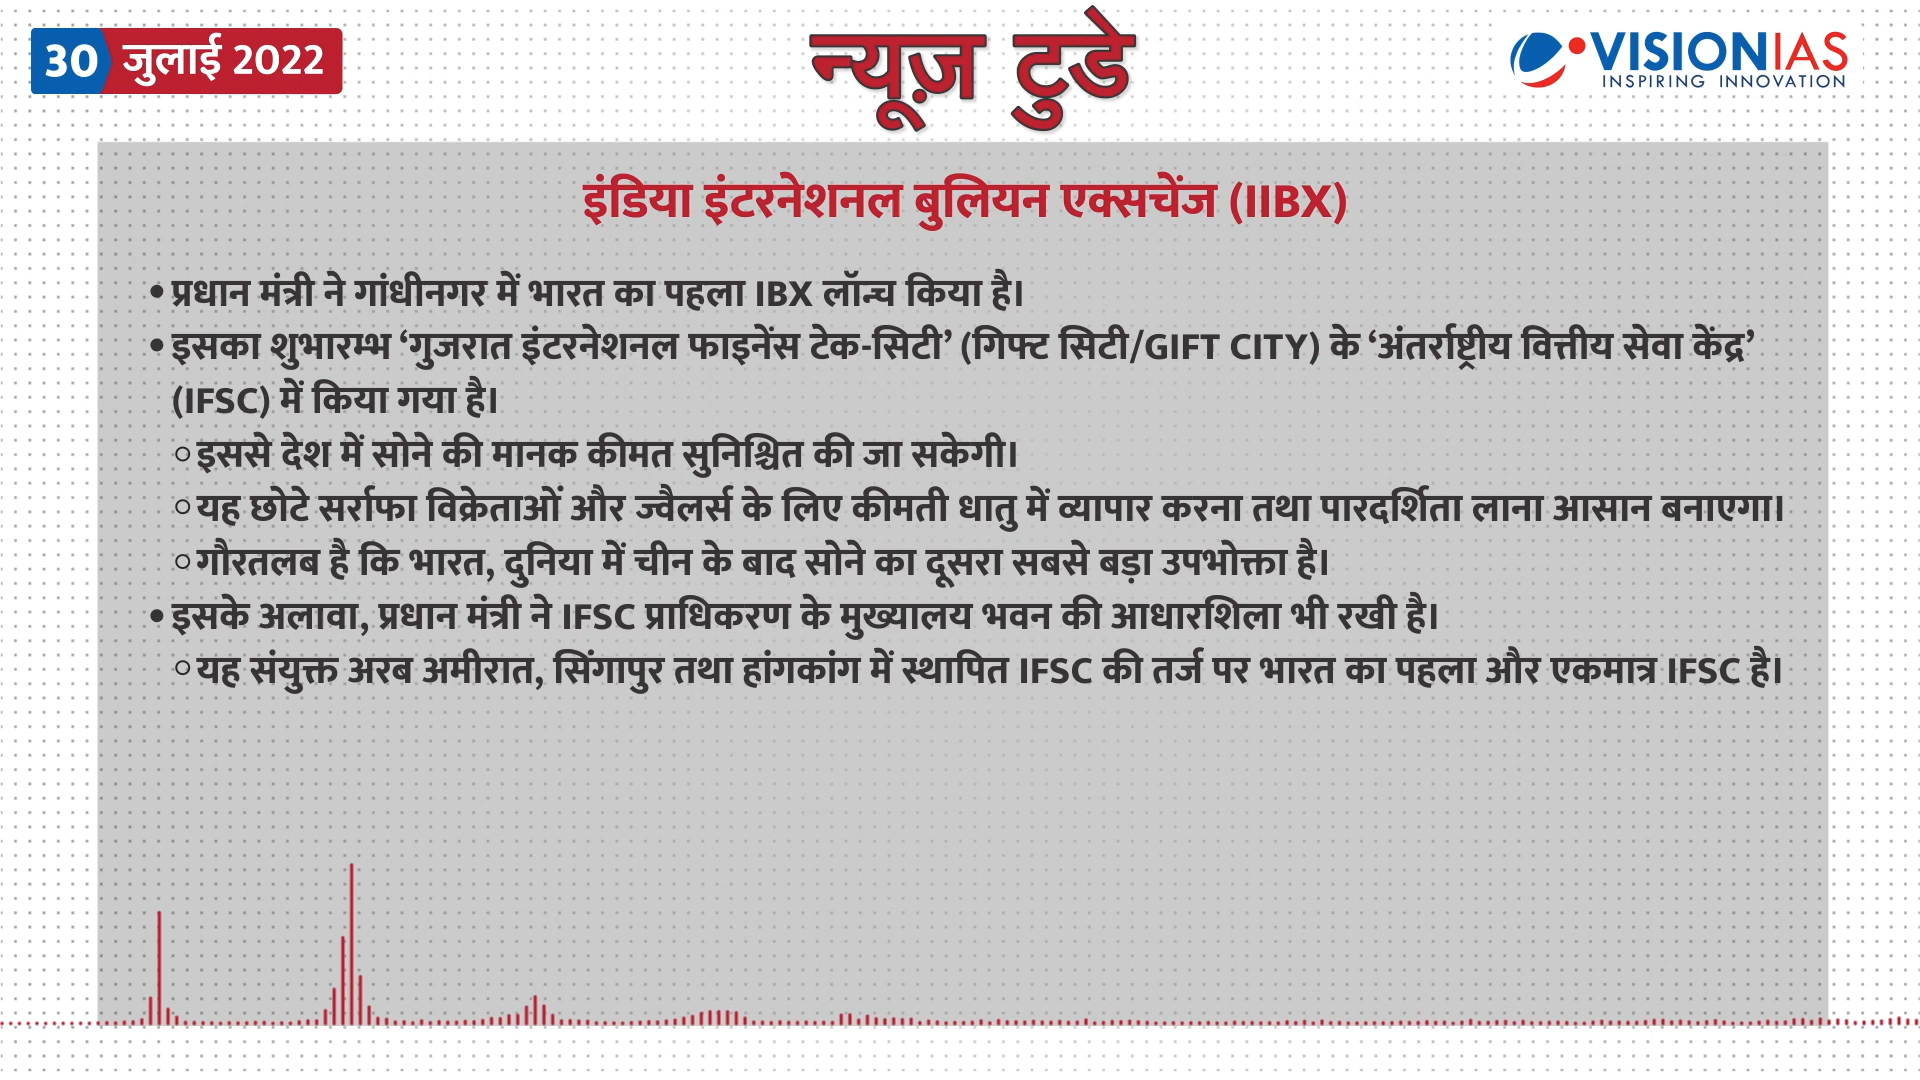 30 जुलाई 2022
न्यूज़ टुडे
VISIONIAS
INSPIRING INNOVATION
इंडिया इंटरनेशनल बुलियन एक्सचेंज (IIBX)
• प्रधान मंत्री ने गांधीनगर में भारत का पहला IBX लॉन्च किया है।
• इसका शुभारम्भ ‘गुजरात इंटरनेशनल फाइनेंस टेक-सिटी’ (गिफ्ट सिटी/GIFT CITY) के ‘अंतर्राष्ट्रीय वित्तीय सेवा केंद्र’
(IFSC) में किया गया है।
○ इससे देश में सोने की मानक कीमत सुनिश्चित की जा सकेगी।
○ यह छोटे सर्राफा विक्रेताओं और ज्वैलर्स के लिए कीमती धातु में व्यापार करना तथा पारदर्शिता लाना आसान बनाएगा।
○ गौरतलब है कि भारत, दुनिया में चीन के बाद सोने का दूसरा सबसे बड़ा उपभोक्ता है।
• इसके अलावा, प्रधान मंत्री ने IFSC प्राधिकरण के मुख्यालय भवन की आधारशिला भी रखी है।
○ यह संयुक्त अरब अमीरात, सिंगापुर तथा हांगकांग में स्थापित IFSC की तर्ज पर भारत का पहला और एकमात्र IFSC है।